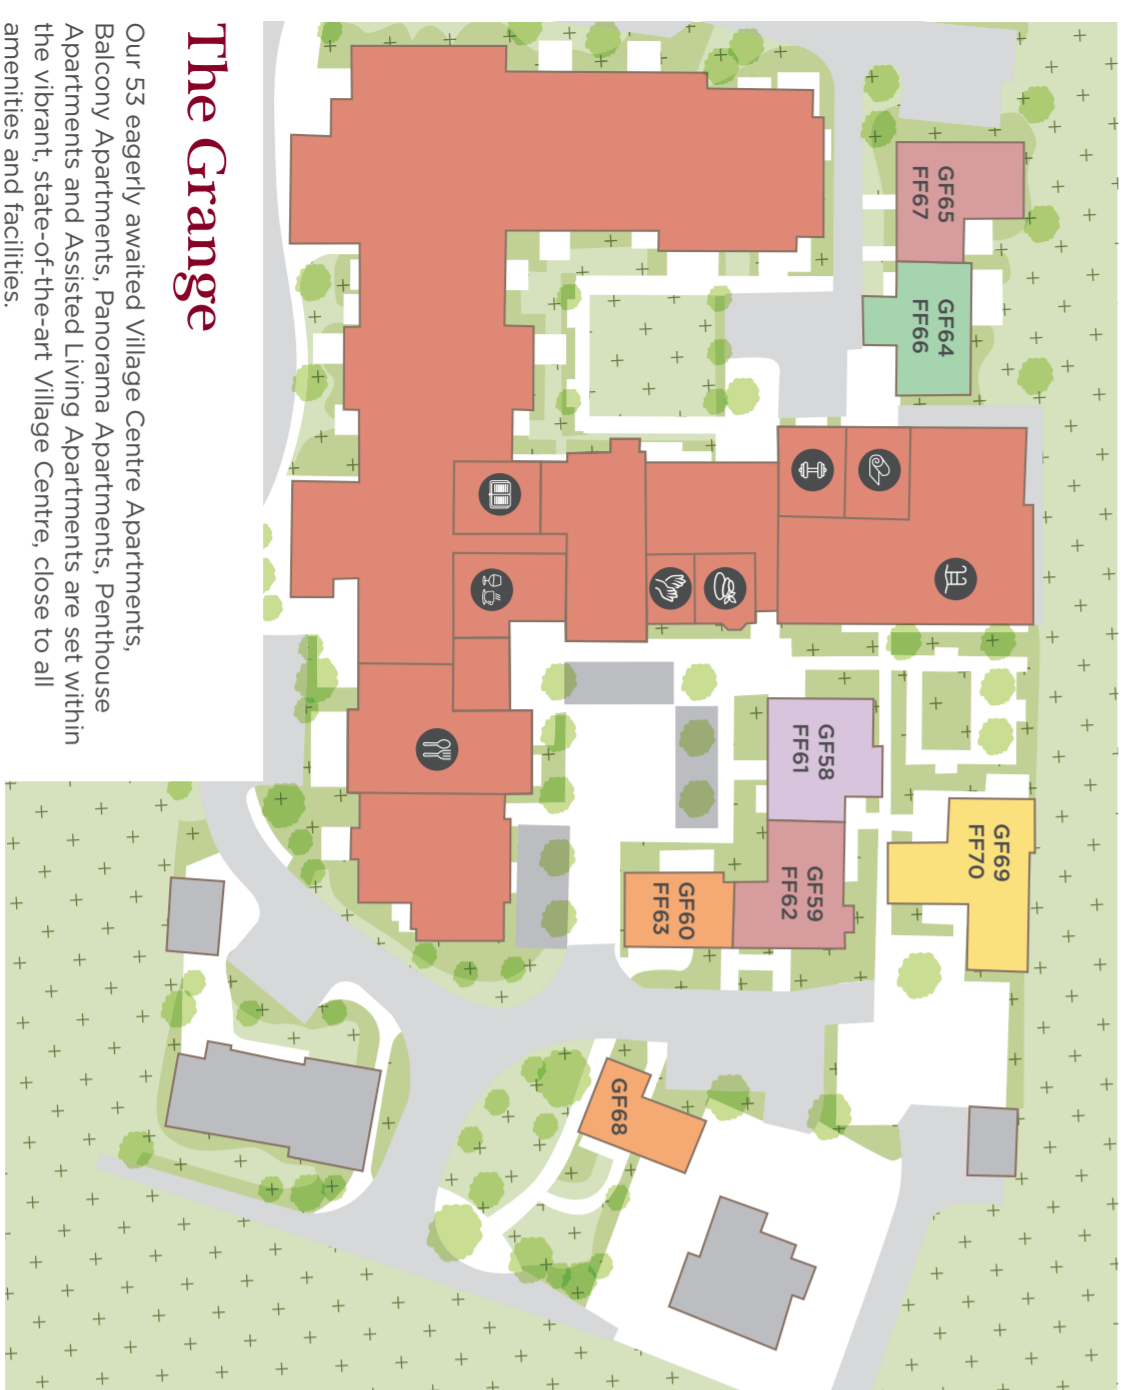 The Grange
Our 53 eagerly awaited Village Centre Apartments,
Balcony Apartments, Panorama Apartments, Penthouse
Apartments and Assisted Living Apartments are set within
the vibrant, state-of-the-art Village Centre, close to all
amenities and facilities.
GF65
FF67
GF64
FF66
GF58
FF61
GF59
FF62
GF60
FF63
GF69
FF70
GF68